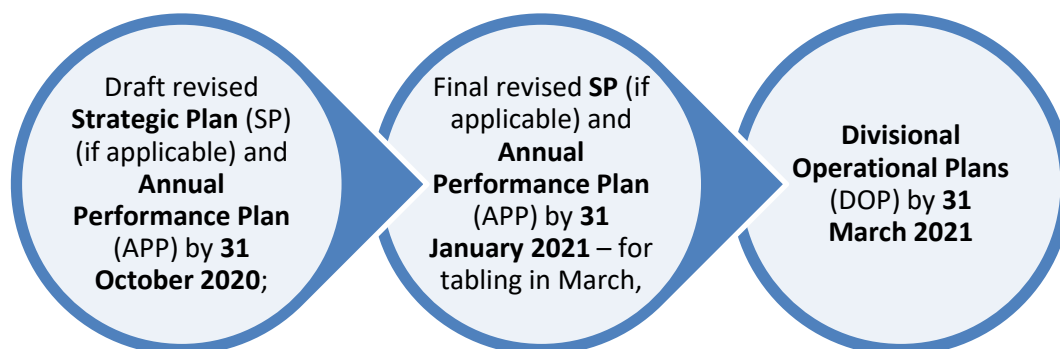 Draft revised
Strategic Plan (SP)
(if applicable) and
Annual
Performance Plan
(APP) by 31
October 2020;
Final revised SP (if
applicable) and
Annual
Performance Plan
(APP) by 31
January 2021 – for
tabling in March,
Divisional
Operational Plans
(DOP) by 31
March 2021